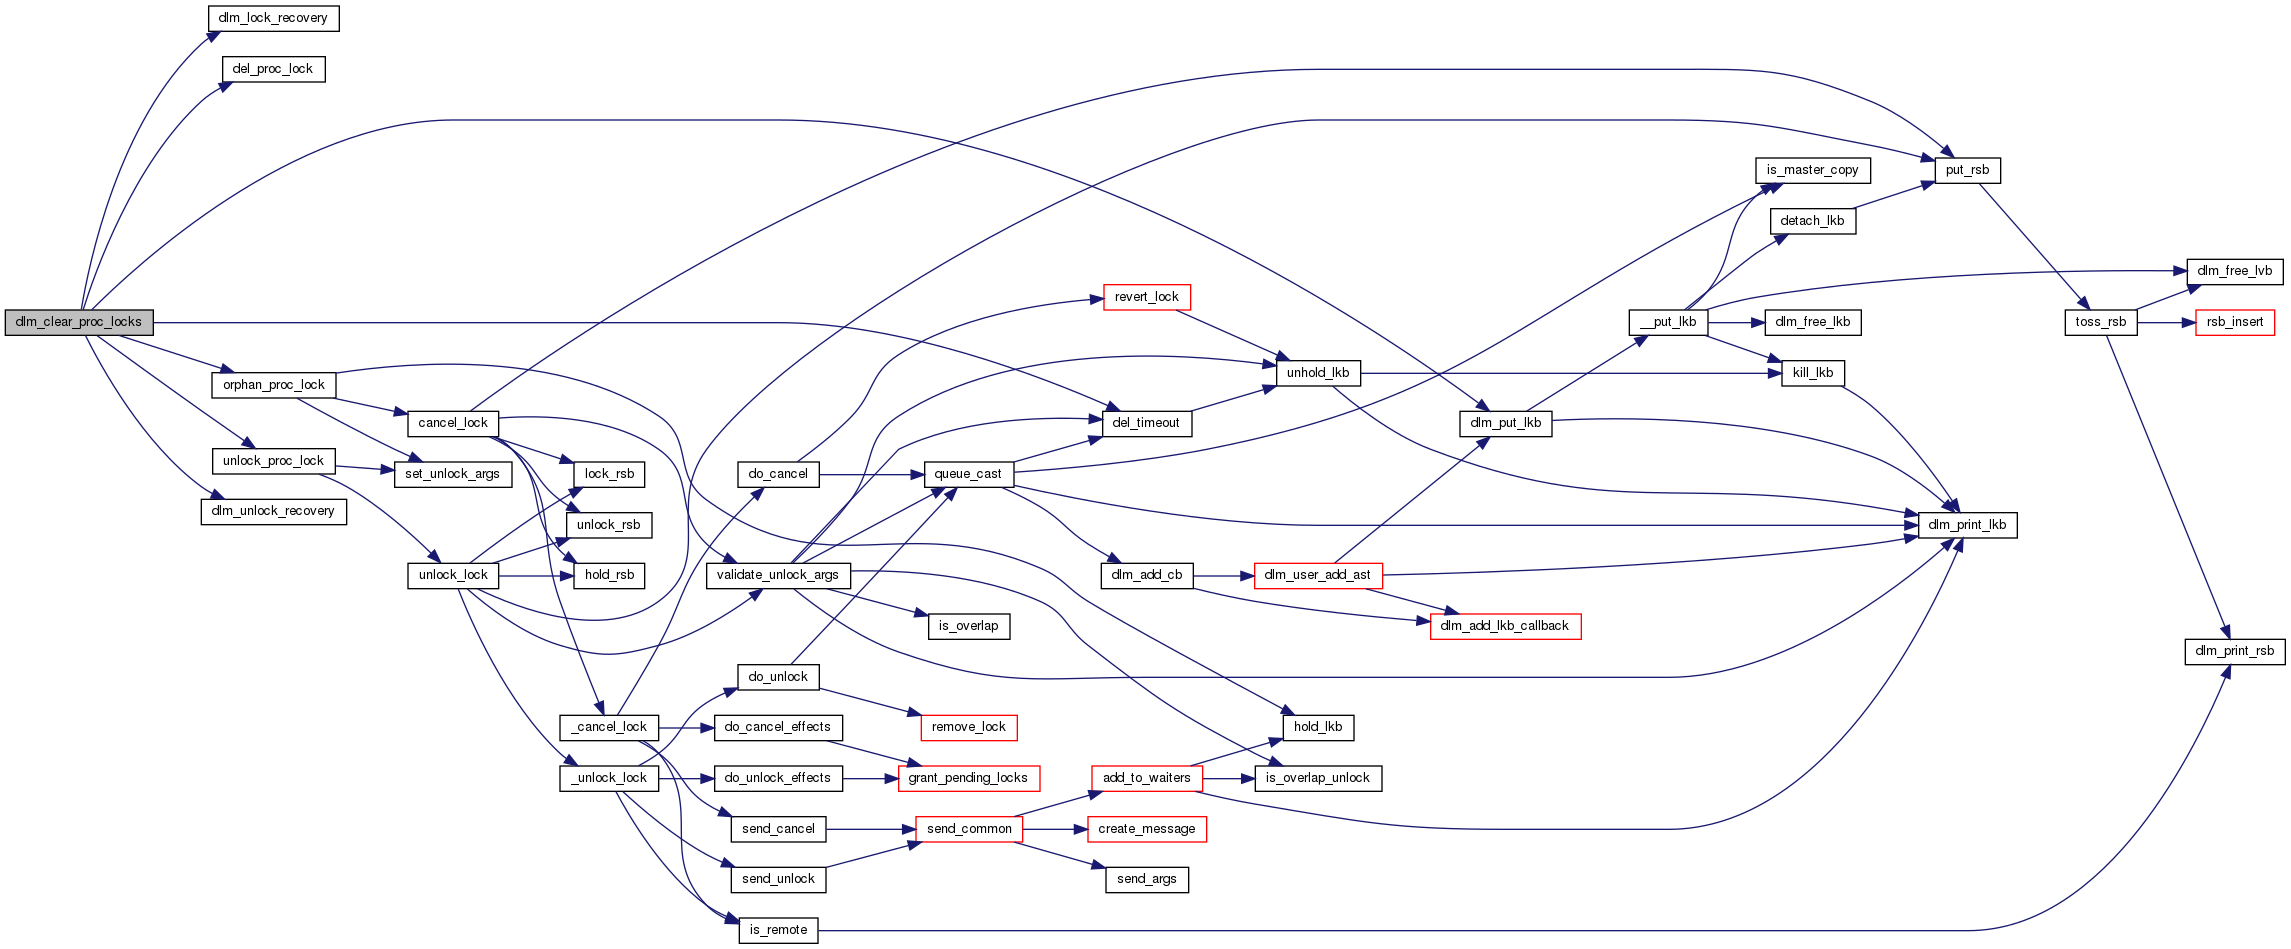 dlm_lock_recovery
del_proc_lock
dlm_clear_proc_locks
orphan_proc_lock
unlock_proc_lock
dlm_unlock_recovery
cancel_lock
set_unlock_args
unlock_lock
lock_rsb
unlock_rsb
hold_rsb
_cancel_lock
_unlock_lock
do_cancel
validate_unlock_args
do_unlock
do_cancel_effects
do_unlock_effects
send_cancel
send_unlock
is_remote
queue_cast
is_overlap
remove_lock
grant_pending_locks
send_common
revert_lock
del_timeout
dlm_add_cb
add_to_waiters
create_message
send_args
unhold_lkb
dlm_user_add_ast
hold_lkb
is_overlap_unlock
dlm_put_lkb
dlm_add_lkb_callback
__put_lkb
is_master_copy
detach_lkb
dlm_free_lkb
kill_lkb
put_rsb
dlm_print_lkb
toss_rsb
dlm_free_lvb
rsb_insert
dlm_print_rsb